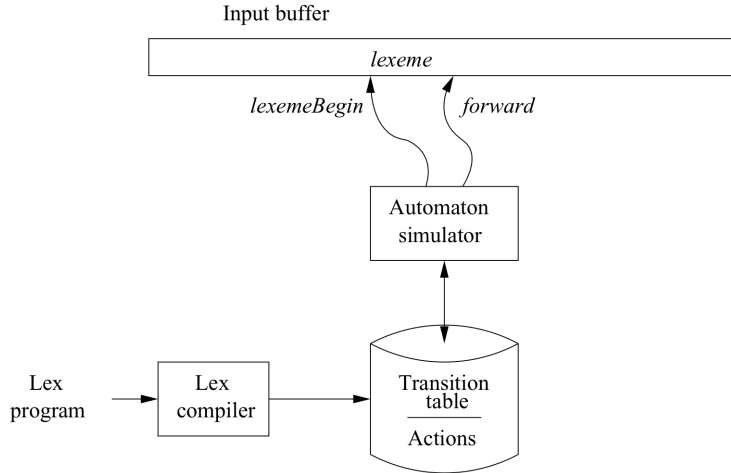 Input buffer
lexeme
lexemeBegin
forward
Automaton
simulator
Lex
program
Lex
compiler
Transition
table
Actions